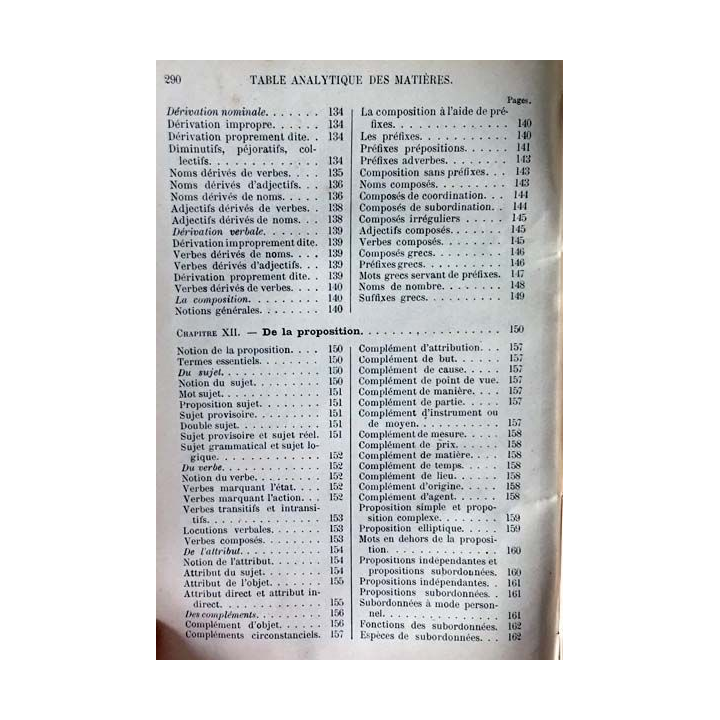 290 TABLE ANALYTIQUE DES MATIÈRES.
Pages.
Dérivation nominale. . . . . . . 134
Dérivation impropre. . . . . . 134
Dérivation proprement dite. . 134
Diminutifs, péjoratifs, col-
lectifs. . . . . . . . . . . . . 134
Noms dérivés de verbes. . . . . 135
Noms dérivés d'adjectifs. . . . 136
Noms dérivés de noms. . . . . 136
Adjectifs dérivés de verbes. . 138
Adjectifs dérivés de noms. . . 138
Dérivation verbale. . . . . . . 139
Dérivation improprement dite. 139
Verbes dérivés de noms. . . . 139
Verbes dérivés d'adjectifs. . . 139
Dérivation proprement dite. . 139
Verbes dérivés de verbes. . . . 140
La composition. . . . . . . . . 140
Notions générales. . . . . . . . 140
La composition à l'aide de pré-
fixes. . . . . . . . . . . . . 140
Les préfixes. . . . . . . . . . 140
Préfixes prépositions. . . . . . 141
Préfixes adverbes. . . . . . . . 143
Composition sans préfixes. . . 143
Noms composés. . . . . . . . . 143
Composés de coordination. . . 144
Composés de subordination. . 144
Composés irréguliers . . . . . 145
Adjectifs composés. . . . . . . 145
Verbes composés. . . . . . . . 145
Composés grecs. . . . . . . . . 146
Préfixes grecs. . . . . . . . . . 146
Mots grecs servant de préfixes. 147
Noms de nombre. . . . . . . . 148
Suffixes grecs. . . . . . . . . . 149
CHAPITRE XII. — De la proposition. . . . . . . . . . . . . . . . . 150
Notion de la proposition. . . . 150
Termes essentiels. . . . . . . . 150
Du sujet. . . . . . . . . . . . . 150
Notion du sujet. . . . . . . . . 150
Mot sujet. . . . . . . . . . . . 151
Proposition sujet. . . . . . . . 151
Sujet provisoire. . . . . . . . . 151
Double sujet. . . . . . . . . . . 151
Sujet provisoire et sujet réel. 151
Sujet grammatical et sujet lo-
gique. . . . . . . . . . . . . . 152
Du verbe. . . . . . . . . . . . . 152
Notion du verbe. . . . . . . . . 152
Verbes marquant l'état. . . . 152
Verbes marquant l'action. . . 152
Verbes transitifs et intransi-
tifs. . . . . . . . . . . . . . . 153
Locutions verbales. . . . . . . 153
Verbes composés. . . . . . . . 153
De l'attribut. . . . . . . . . . . 154
Notion de l'attribut. . . . . . . 154
Attribut du sujet. . . . . . . . 154
Attribut de l'objet. . . . . . . . 155
Attribut direct et attribut in-
direct. . . . . . . . . . . . . . 155
Des compléments. . . . . . . . 156
Complément d'objet. . . . . . . 156
Compléments circonstanciels. 157
Complément d'attribution. . . . 157
Complément de but. . . . . . . 157
Complément de cause. . . . . . 157
Complément de point de vue. 157
Complément de manière. . . . 157
Complément de partie. . . . . 157
Complément d'instrument ou
de moyen. . . . . . . . . . . . 157
Complément de mesure. . . . . 158
Complément de prix. . . . . . 158
Complément de matière. . . . 158
Complément de temps. . . . . 158
Complément de lieu. . . . . . . 158
Complément d'origine. . . . . 158
Complément d'agent. . . . . . . 158
Proposition simple et propo-
sition complexe. . . . . . . . 159
Proposition elliptique. . . . . 159
Mots en dehors de la proposi-
tion. . . . . . . . . . . . . . . 160
Propositions indépendantes et
propositions subordonnées. 160
Propositions indépendantes. . 161
Propositions subordonnées. . 161
Subordonnées à mode person-
nel. . . . . . . . . . . . . . . 161
Fonctions des subordonnées. 162
Espèces de subordonnées. . . 162